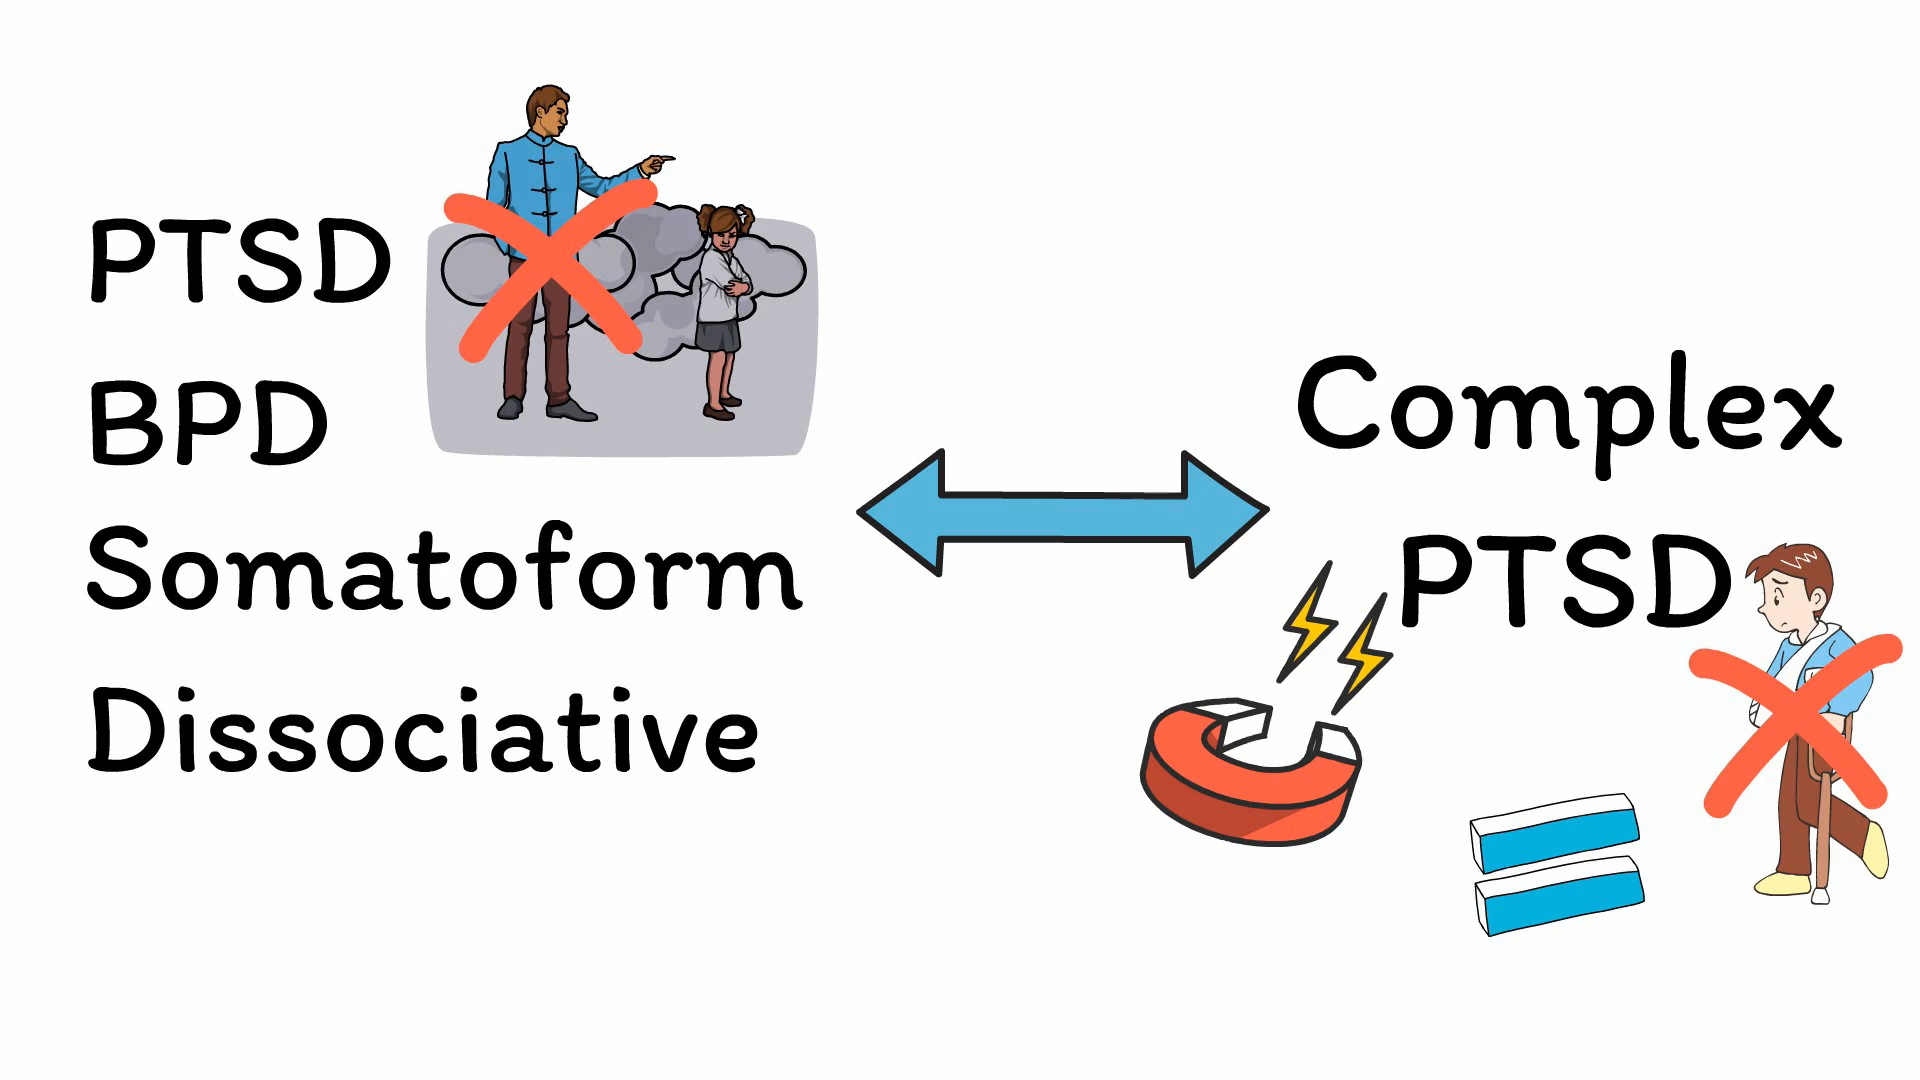 PTSD
BPD
Somatoform
Dissociative
Complex
PTSD